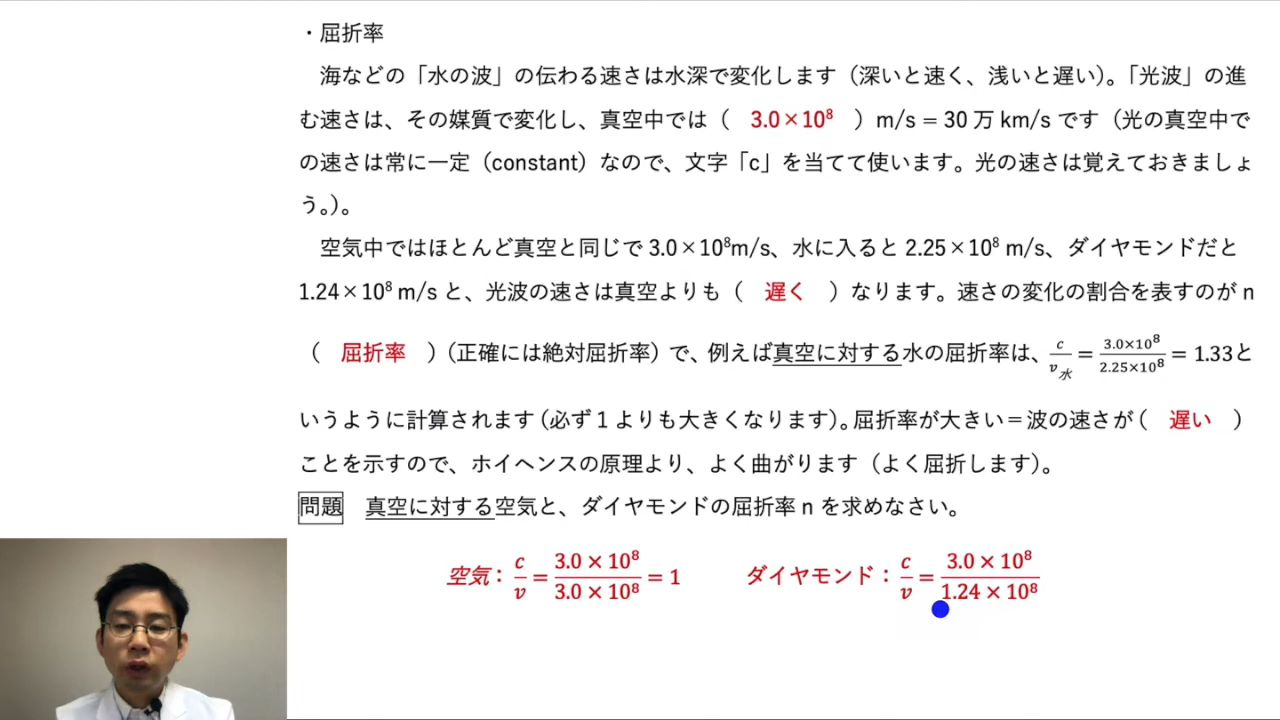 ・屈折率
海などの「水の波」の伝わる速さは水深で変化します（深いと速く、浅いと遅い）。「光波」の進
む速さは、その媒質で変化し、真空中では（ 3.0×10⁸ ）m/s = 30 万 km/s です（光の真空中で
の速さは常に一定（constant）なので、文字「c」を当てて使います。光の速さは覚えておきましょ
う。）。
空気中ではほとんど真空と同じで 3.0×10⁸m/s、水に入ると 2.25×10⁸ m/s、ダイヤモンドだと
1.24×10⁸ m/s と、光波の速さは真空よりも（ 遅く ）なります。速さの変化の割合を表すのが n
（ 屈折率 ）（正確には絶対屈折率）で、例えば真空に対する水の屈折率は、c/v水 = 3.0×10⁸/2.25×10⁸ = 1.33と
いうように計算されます（必ず１よりも大きくなります）。屈折率が大きい＝波の速さが（ 遅い ）
ことを示すので、ホイヘンスの原理より、よく曲がります（よく屈折します）。
問題 真空に対する空気と、ダイヤモンドの屈折率 n を求めなさい。
空気：c/v = 3.0×10⁸/3.0×10⁸ = 1 ダイヤモンド：c/v = 3.0×10⁸/1.24×10⁸